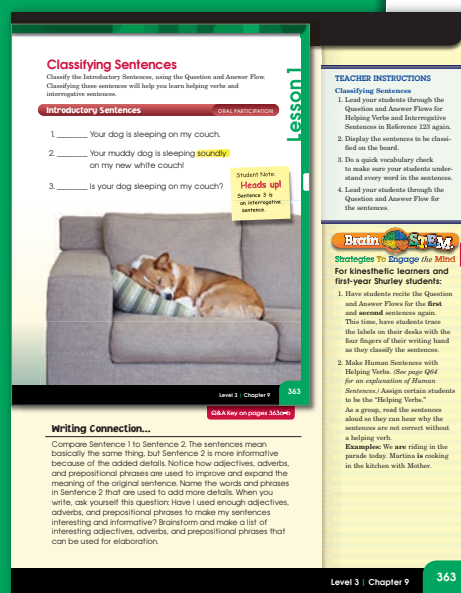 Classifying Sentences
Classify the Introductory Sentences, using the Question and Answer Flow.
Classifying these sentences will help you learn helping verbs and
interrogative sentences.
Introductory Sentences
ORAL PARTICIPATION
Lesson 1
1. _______ Your dog is sleeping on my couch.
2. _______ Your muddy dog is sleeping soundly
on my new white couch!
3. _______ Is your dog sleeping on my couch?
Student Note:
Heads up!
Sentence 3 is
an interrogative
sentence.
Level 3 | Chapter 9
363
Q&A Key on pages 363a-b
Writing Connection...
Compare Sentence 1 to Sentence 2. The sentences mean
basically the same thing, but Sentence 2 is more informative
because of the added details. Notice how adjectives, adverbs,
and prepositional phrases are used to improve and expand the
meaning of the original sentence. Name the words and phrases
in Sentence 2 that are used to add more details. When you
write, ask yourself this question: Have I used enough adjectives,
adverbs, and prepositional phrases to make my sentences
interesting and informative? Brainstorm and make a list of
interesting adjectives, adverbs, and prepositional phrases that
can be used for elaboration.
TEACHER INSTRUCTIONS
Classifying Sentences
1. Lead your students through the
Question and Answer Flows for
Helping Verbs and Interrogative
Sentences in Reference 123 again.
2. Display the sentences to be classi-
fied on the board.
3. Do a quick vocabulary check
to make sure your students under-
stand every word in the sentences.
4. Lead your students through the
Question and Answer Flow for
the sentences.
Brain STEM
Strategies To Engage the Mind
For kinesthetic learners and
first-year Shurley students:
1. Have students recite the Question
and Answer Flows for the first
and second sentences again.
This time, have students trace
the labels on their desks with the
four fingers of their writing hand
as they classify the sentences.
2. Make Human Sentences with
Helping Verbs. (See page Q64
for an explanation of Human
Sentences.) Assign certain students
to be the "Helping Verbs."
As a group, read the sentences
aloud so they can hear why the
sentences are not correct without
a helping verb.
Examples: We are riding in the
parade today. Martina is cooking
in the kitchen with Mother.
Level 3 | Chapter 9
363